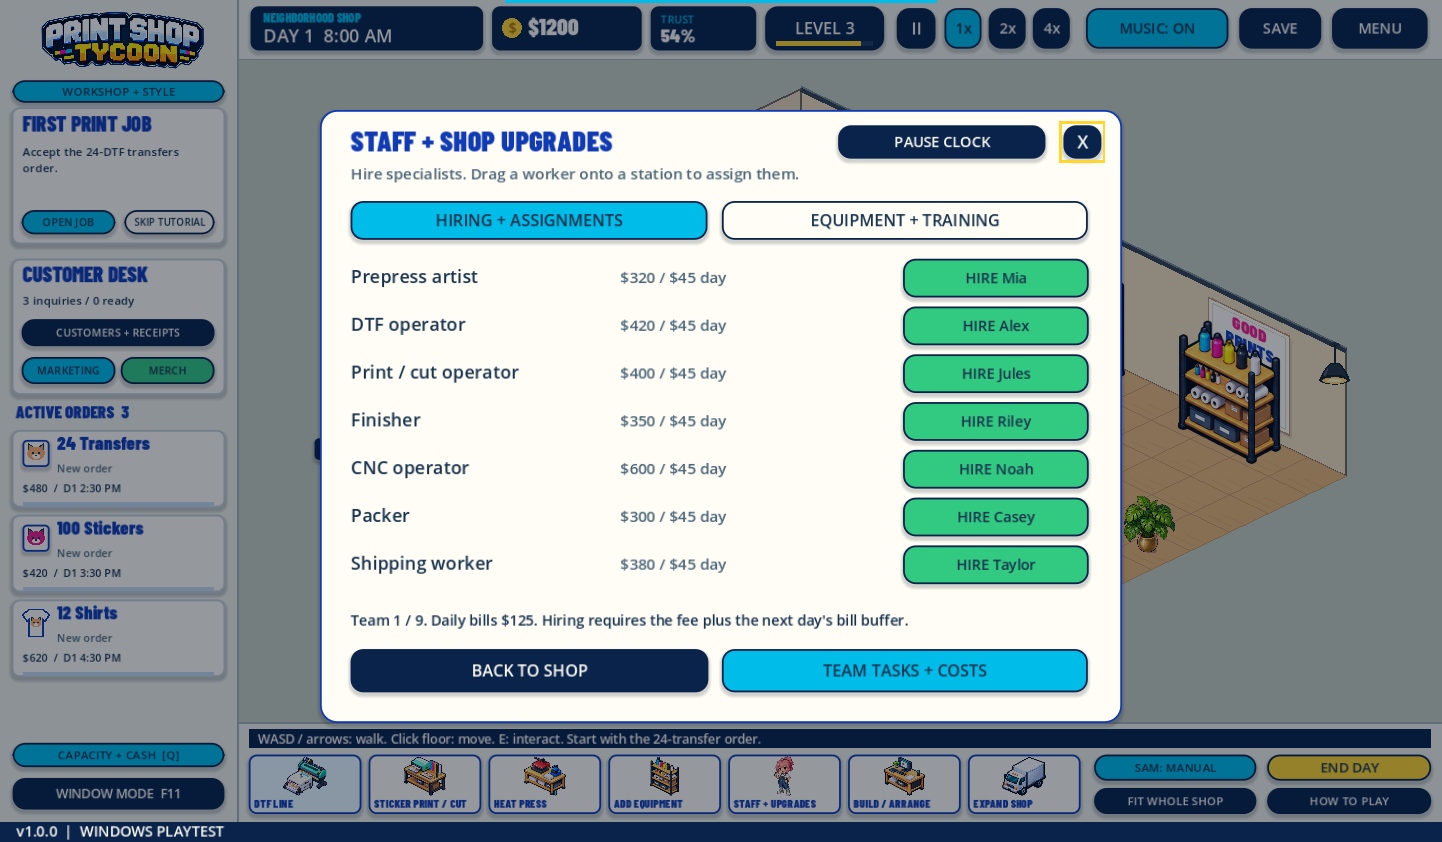 PRINT SHOP
TYCOON
NEIGHBORHOOD SHOP
DAY 1 8:00 AM
$ $1200
TRUST
54%
LEVEL 3
II
1x
2x
4x
MUSIC: ON
SAVE
MENU
WORKSHOP + STYLE
FIRST PRINT JOB
Accept the 24-DTF transfers
order.
OPEN JOB
SKIP TUTORIAL
CUSTOMER DESK
3 inquiries / 0 ready
CUSTOMERS + RECEIPTS
MARKETING
MERCH
ACTIVE ORDERS 3
24 Transfers
New order
$480 / D1 2:30 PM
100 Stickers
New order
$420 / D1 3:30 PM
12 Shirts
New order
$620 / D1 4:30 PM
CAPACITY + CASH [Q]
WINDOW MODE F11
STAFF + SHOP UPGRADES
PAUSE CLOCK
X
Hire specialists. Drag a worker onto a station to assign them.
HIRING + ASSIGNMENTS
EQUIPMENT + TRAINING
Prepress artist $320 / $45 day HIRE Mia
DTF operator $420 / $45 day HIRE Alex
Print / cut operator $400 / $45 day HIRE Jules
Finisher $350 / $45 day HIRE Riley
CNC operator $600 / $45 day HIRE Noah
Packer $300 / $45 day HIRE Casey
Shipping worker $380 / $45 day HIRE Taylor
Team 1 / 9. Daily bills $125. Hiring requires the fee plus the next day's bill buffer.
BACK TO SHOP
TEAM TASKS + COSTS
GOOD
PRINTS
WASD / arrows: walk. Click floor: move. E: interact. Start with the 24-transfer order.
DTF LINE
STICKER PRINT / CUT
HEAT PRESS
ADD EQUIPMENT
STAFF + UPGRADES
BUILD / ARRANGE
EXPAND SHOP
SAM: MANUAL
END DAY
FIT WHOLE SHOP
HOW TO PLAY
v1.0.0 | WINDOWS PLAYTEST